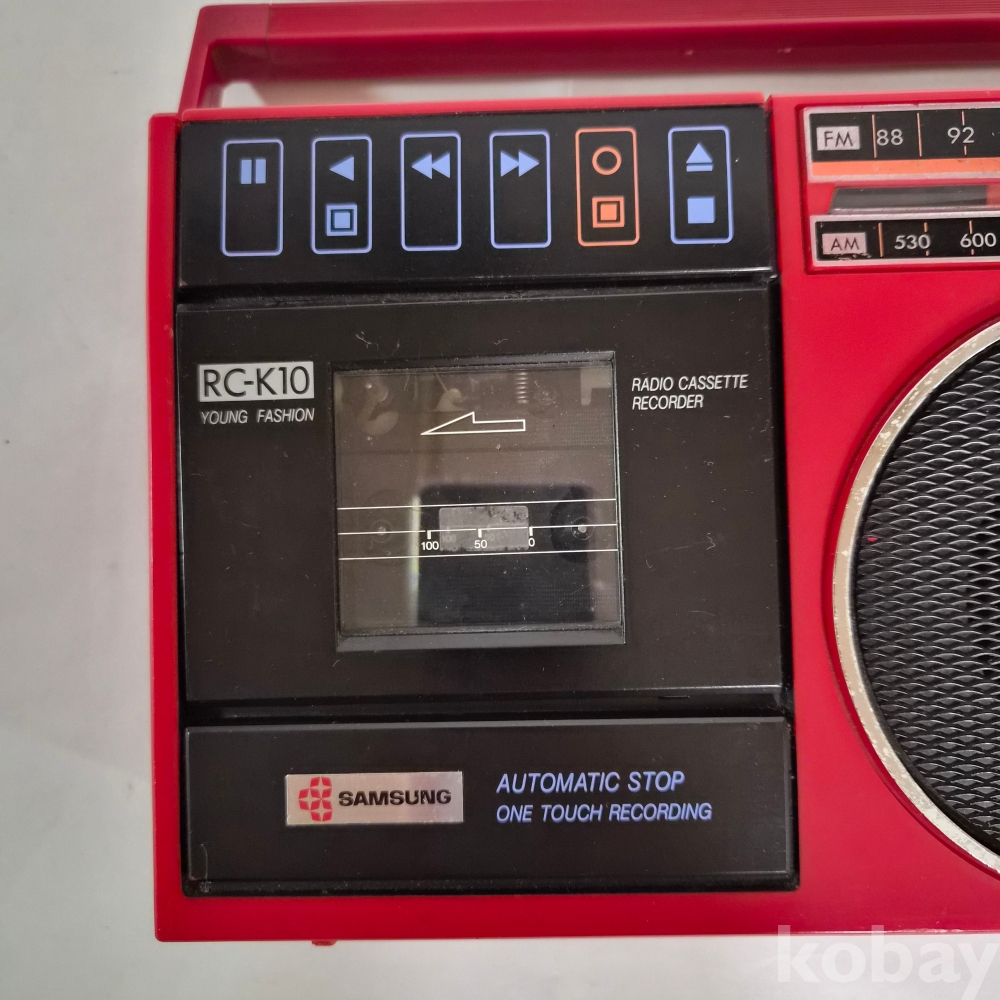 FM 88 92
AM 530 600
RC-K10
YOUNG FASHION
RADIO CASSETTE
RECORDER
100 50 0
SAMSUNG
AUTOMATIC STOP
ONE TOUCH RECORDING
kobay